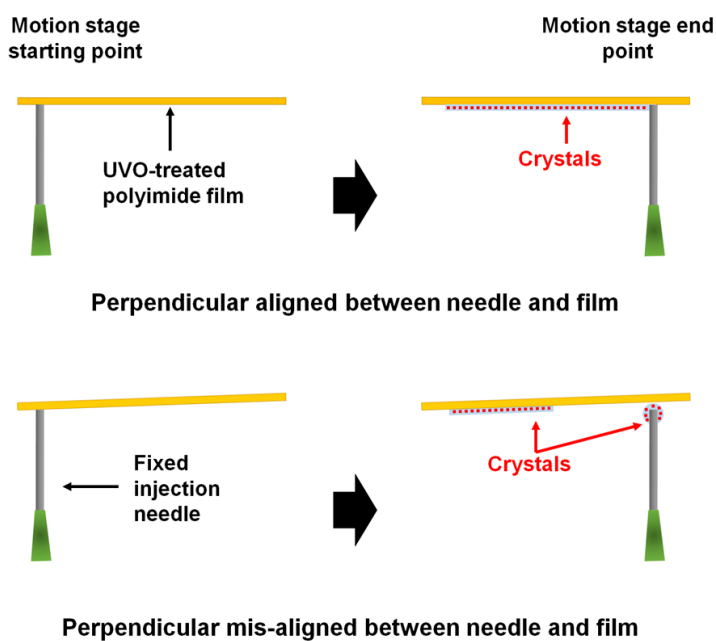 Motion stage
starting point
Motion stage end
point
UVO-treated
polyimide film
Crystals
Perpendicular aligned between needle and film
Fixed
injection
needle
Crystals
Perpendicular mis-aligned between needle and film